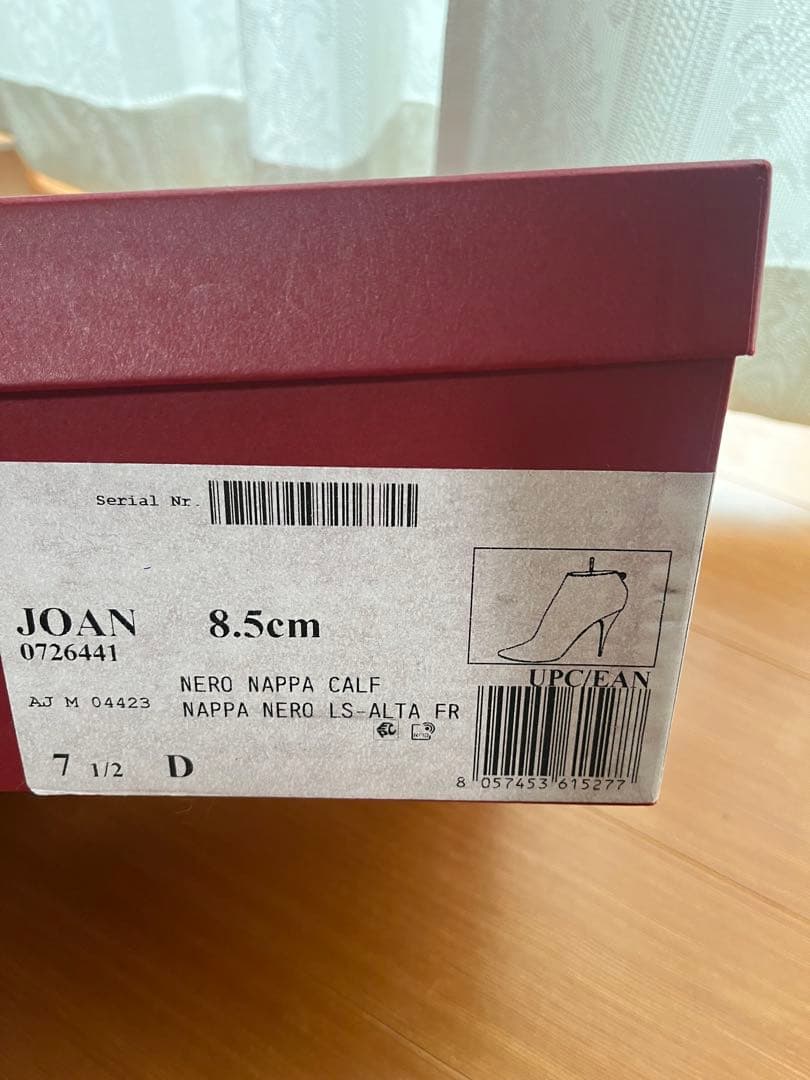 Serial Nr.
JOAN 8.5cm
0726441
NERO NAPPA CALF
AJ M 04423
NAPPA NERO LS-ALTA FR
7 1/2 D
UPC/EAN
8 057453 615277